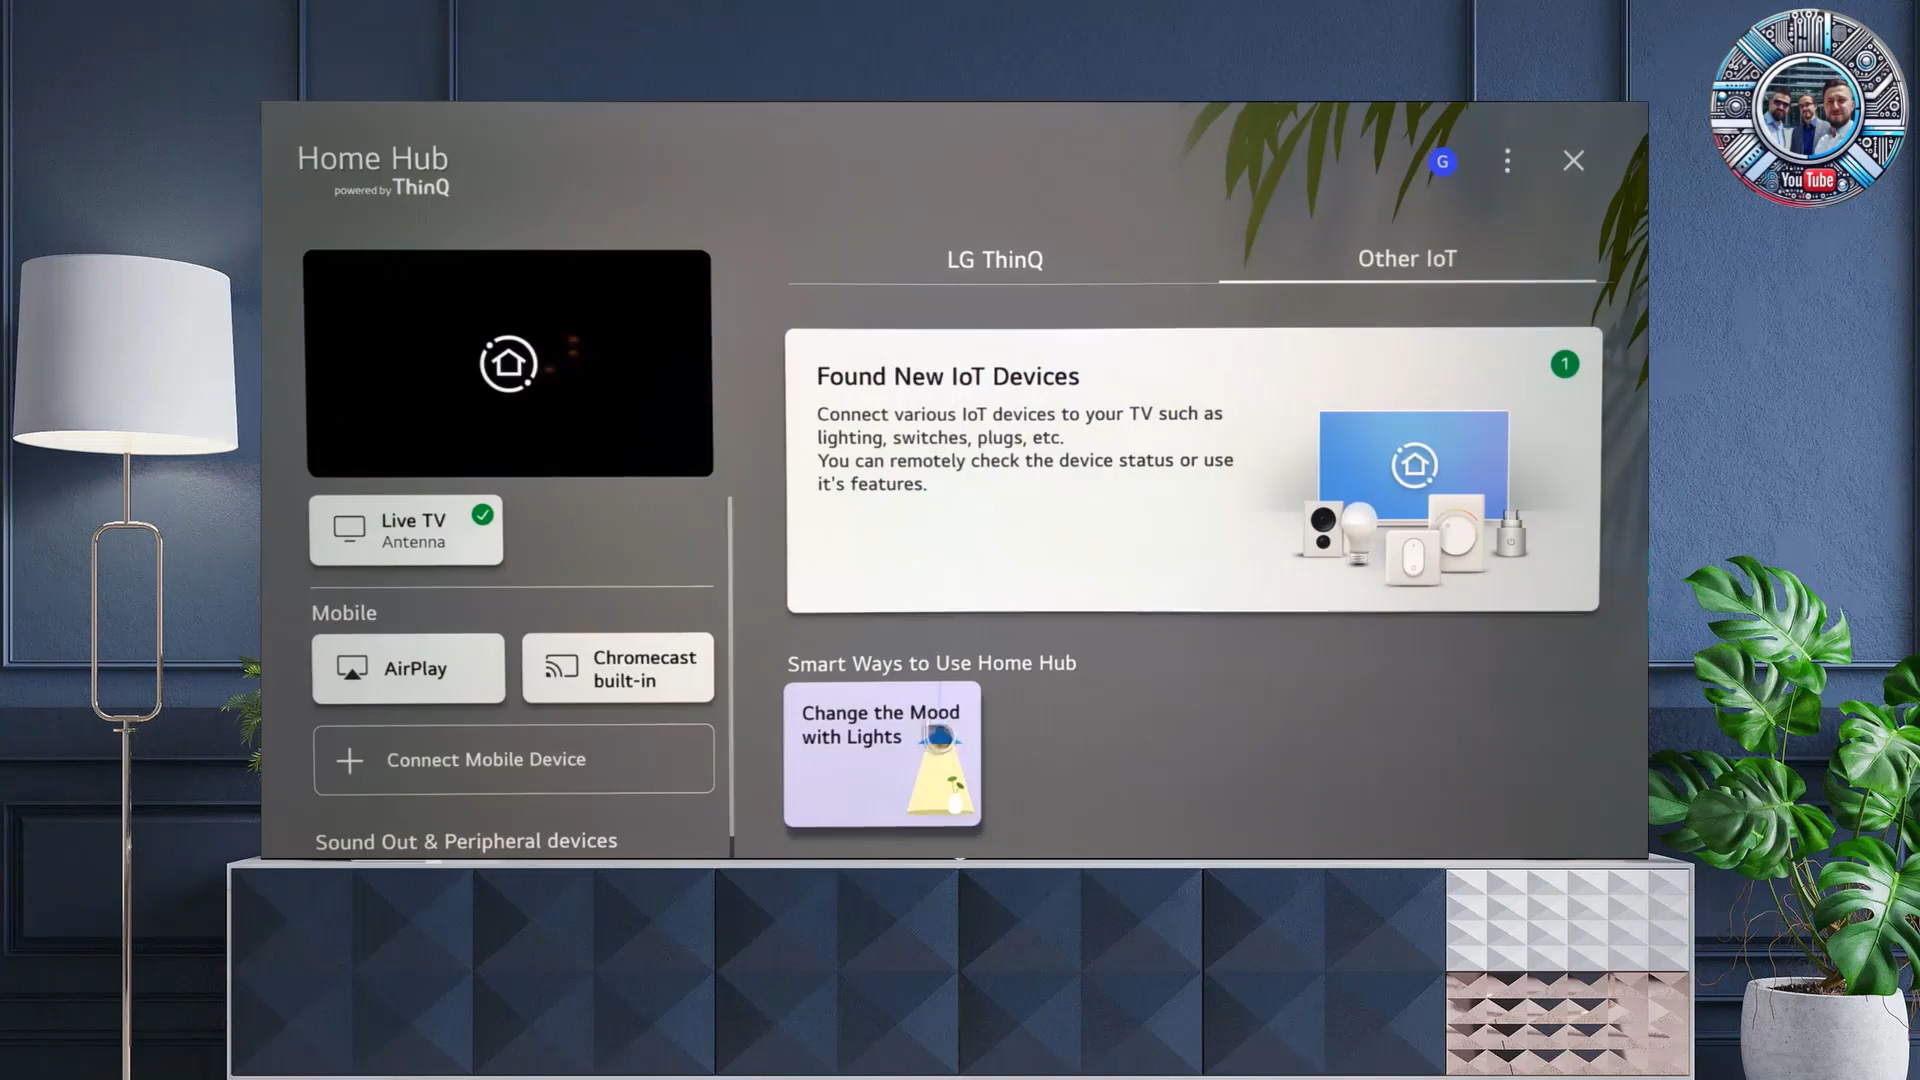 Home Hub
powered by ThinQ
G
LG ThinQ
Other IoT
Found New IoT Devices
1
Connect various IoT devices to your TV such as
lighting, switches, plugs, etc.
You can remotely check the device status or use
it's features.
Live TV
Antenna
Mobile
AirPlay
Chromecast
built-in
Connect Mobile Device
Sound Out & Peripheral devices
Smart Ways to Use Home Hub
Change the Mood
with Lights
YouTube